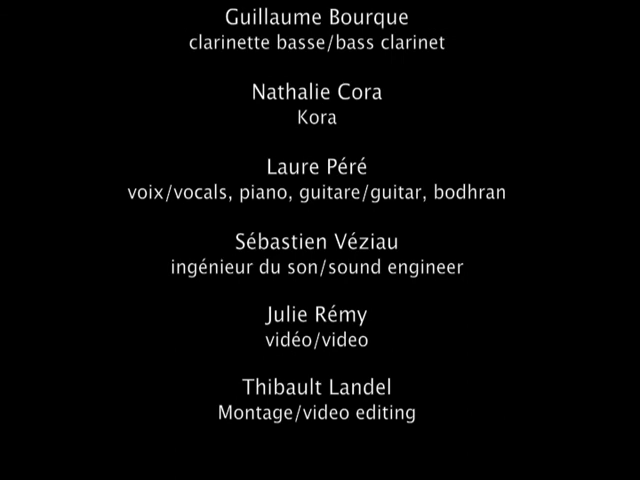 Guillaume Bourque
clarinette basse/bass clarinet
Nathalie Cora
Kora
Laure Péré
voix/vocals, piano, guitare/guitar, bodhran
Sébastien Véziau
ingénieur du son/sound engineer
Julie Rémy
vidéo/video
Thibault Landel
Montage/video editing